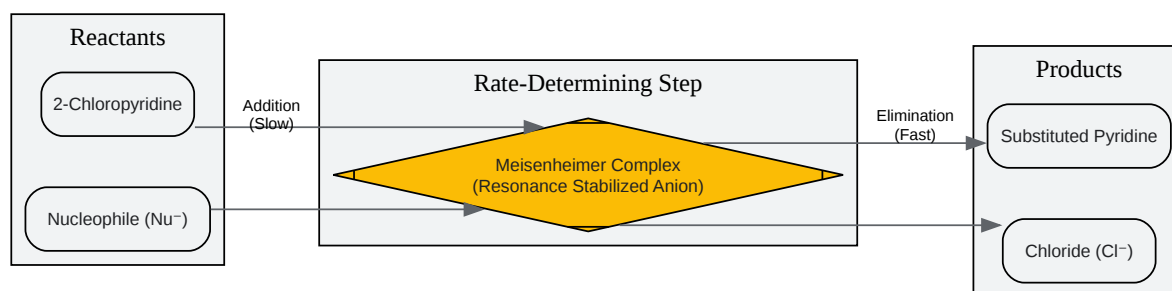 Reactants
2-Chloropyridine
Nucleophile (Nu⁻)
Addition
(Slow)
Rate-Determining Step
Meisenheimer Complex
(Resonance Stabilized Anion)
Elimination
(Fast)
Products
Substituted Pyridine
Chloride (Cl⁻)